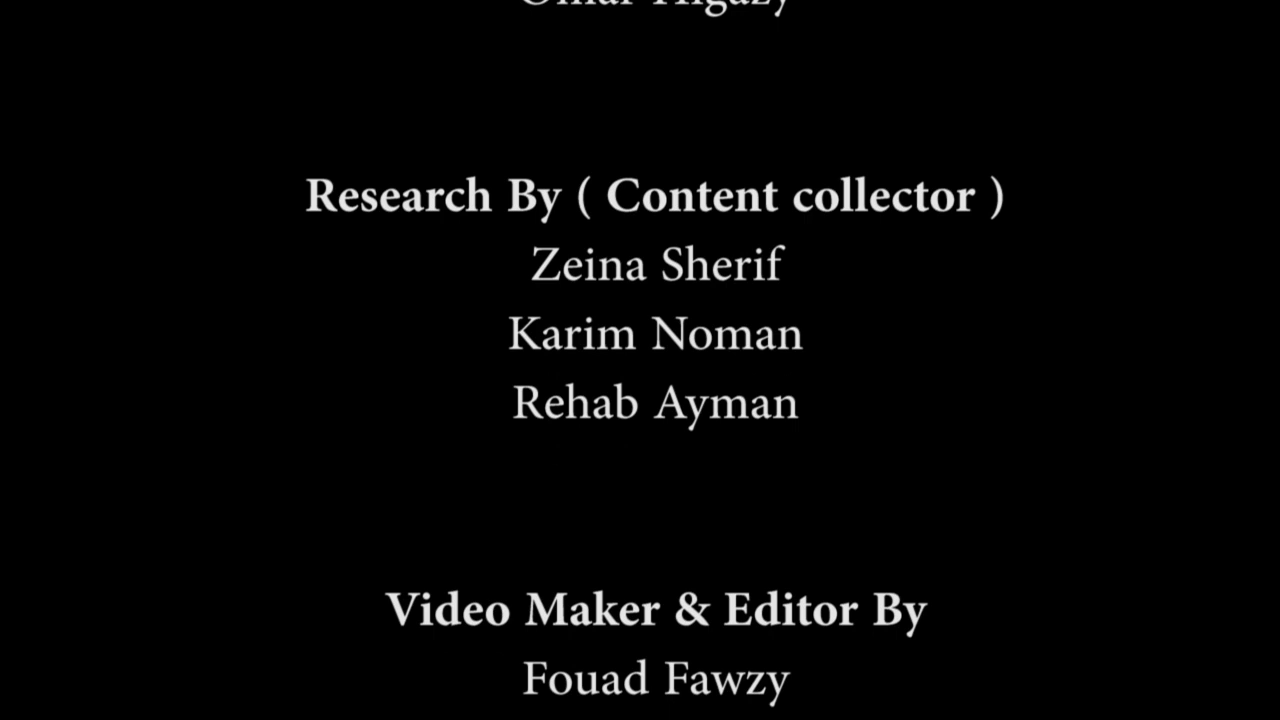 Research By ( Content collector )
Zeina Sherif
Karim Noman
Rehab Ayman
Video Maker & Editor By
Fouad Fawzy